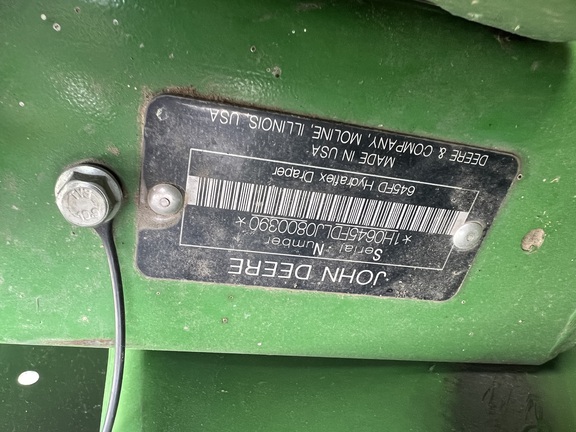 JOHN DEERE
Serial - Number
*1H0645FDLJ0800390*
645FD Hydraflex Draper
MADE IN USA
DEERE & COMPANY, MOLINE, ILLINOIS, USA